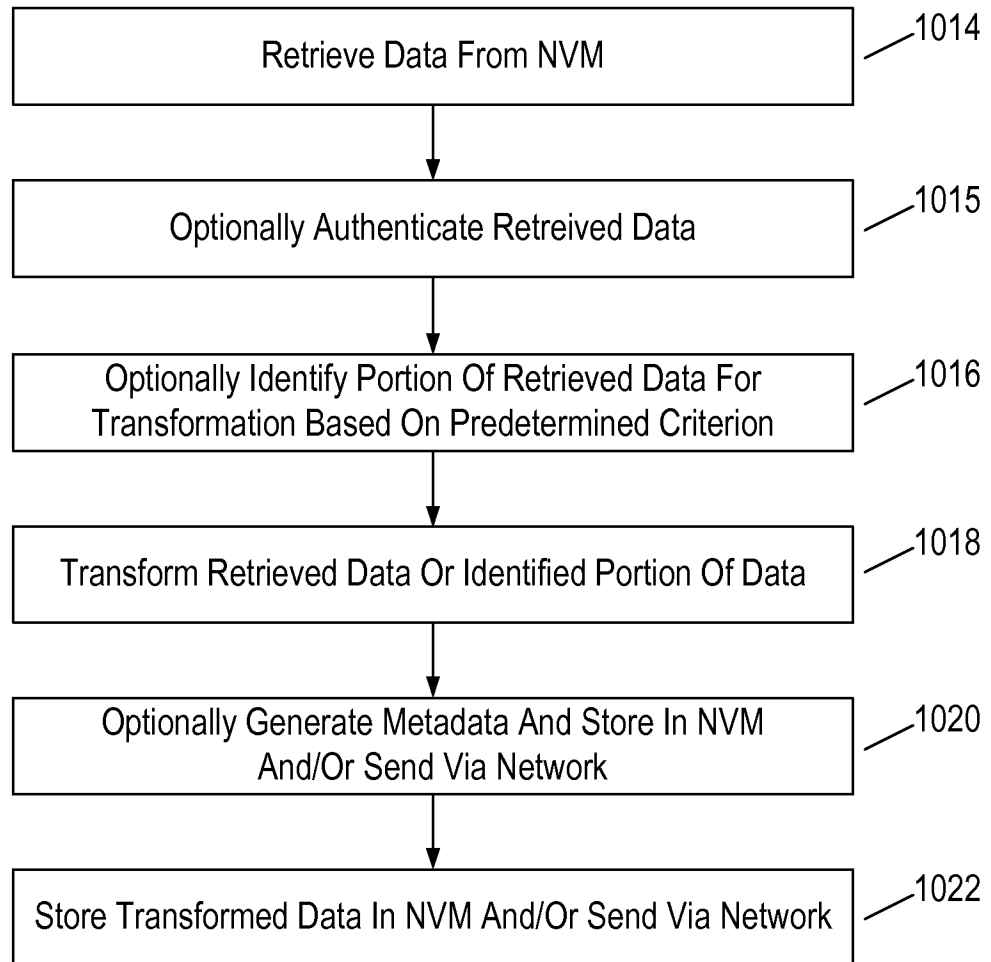 Retrieve Data From NVM
1014
Optionally Authenticate Retreived Data
1015
Optionally Identify Portion Of Retrieved Data For
Transformation Based On Predetermined Criterion
1016
Transform Retrieved Data Or Identified Portion Of Data
1018
Optionally Generate Metadata And Store In NVM
And/Or Send Via Network
1020
Store Transformed Data In NVM And/Or Send Via Network
1022